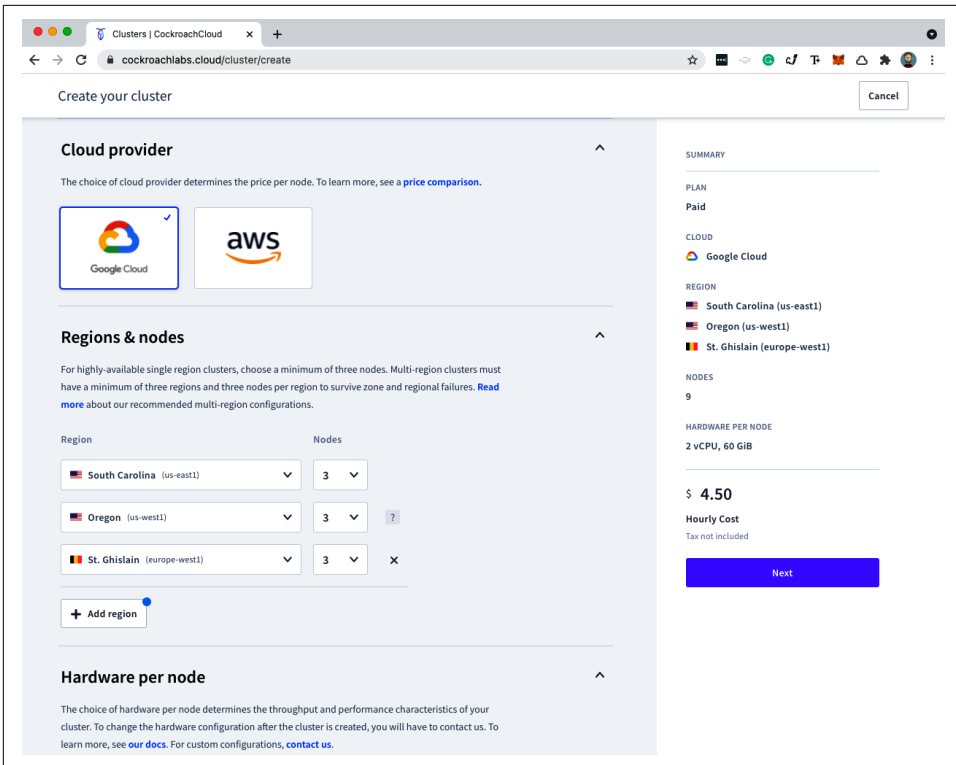 Clusters | CockroachCloud
cockroachlabs.cloud/cluster/create
Create your cluster
Cancel
Cloud provider
The choice of cloud provider determines the price per node. To learn more, see a price comparison.
Google Cloud
aws
Regions & nodes
For highly-available single region clusters, choose a minimum of three nodes. Multi-region clusters must
have a minimum of three regions and three nodes per region to survive zone and regional failures. Read
more about our recommended multi-region configurations.
Region Nodes
South Carolina (us-east1) 3
Oregon (us-west1) 3 ?
St. Ghislain (europe-west1) 3
Add region
Hardware per node
The choice of hardware per node determines the throughput and performance characteristics of your
cluster. To change the hardware configuration after the cluster is created, you will have to contact us. To
learn more, see our docs. For custom configurations, contact us.
SUMMARY
PLAN
Paid
CLOUD
Google Cloud
REGION
South Carolina (us-east1)
Oregon (us-west1)
St. Ghislain (europe-west1)
NODES
9
HARDWARE PER NODE
2 vCPU, 60 GiB
$ 4.50
Hourly Cost
Tax not included
Next